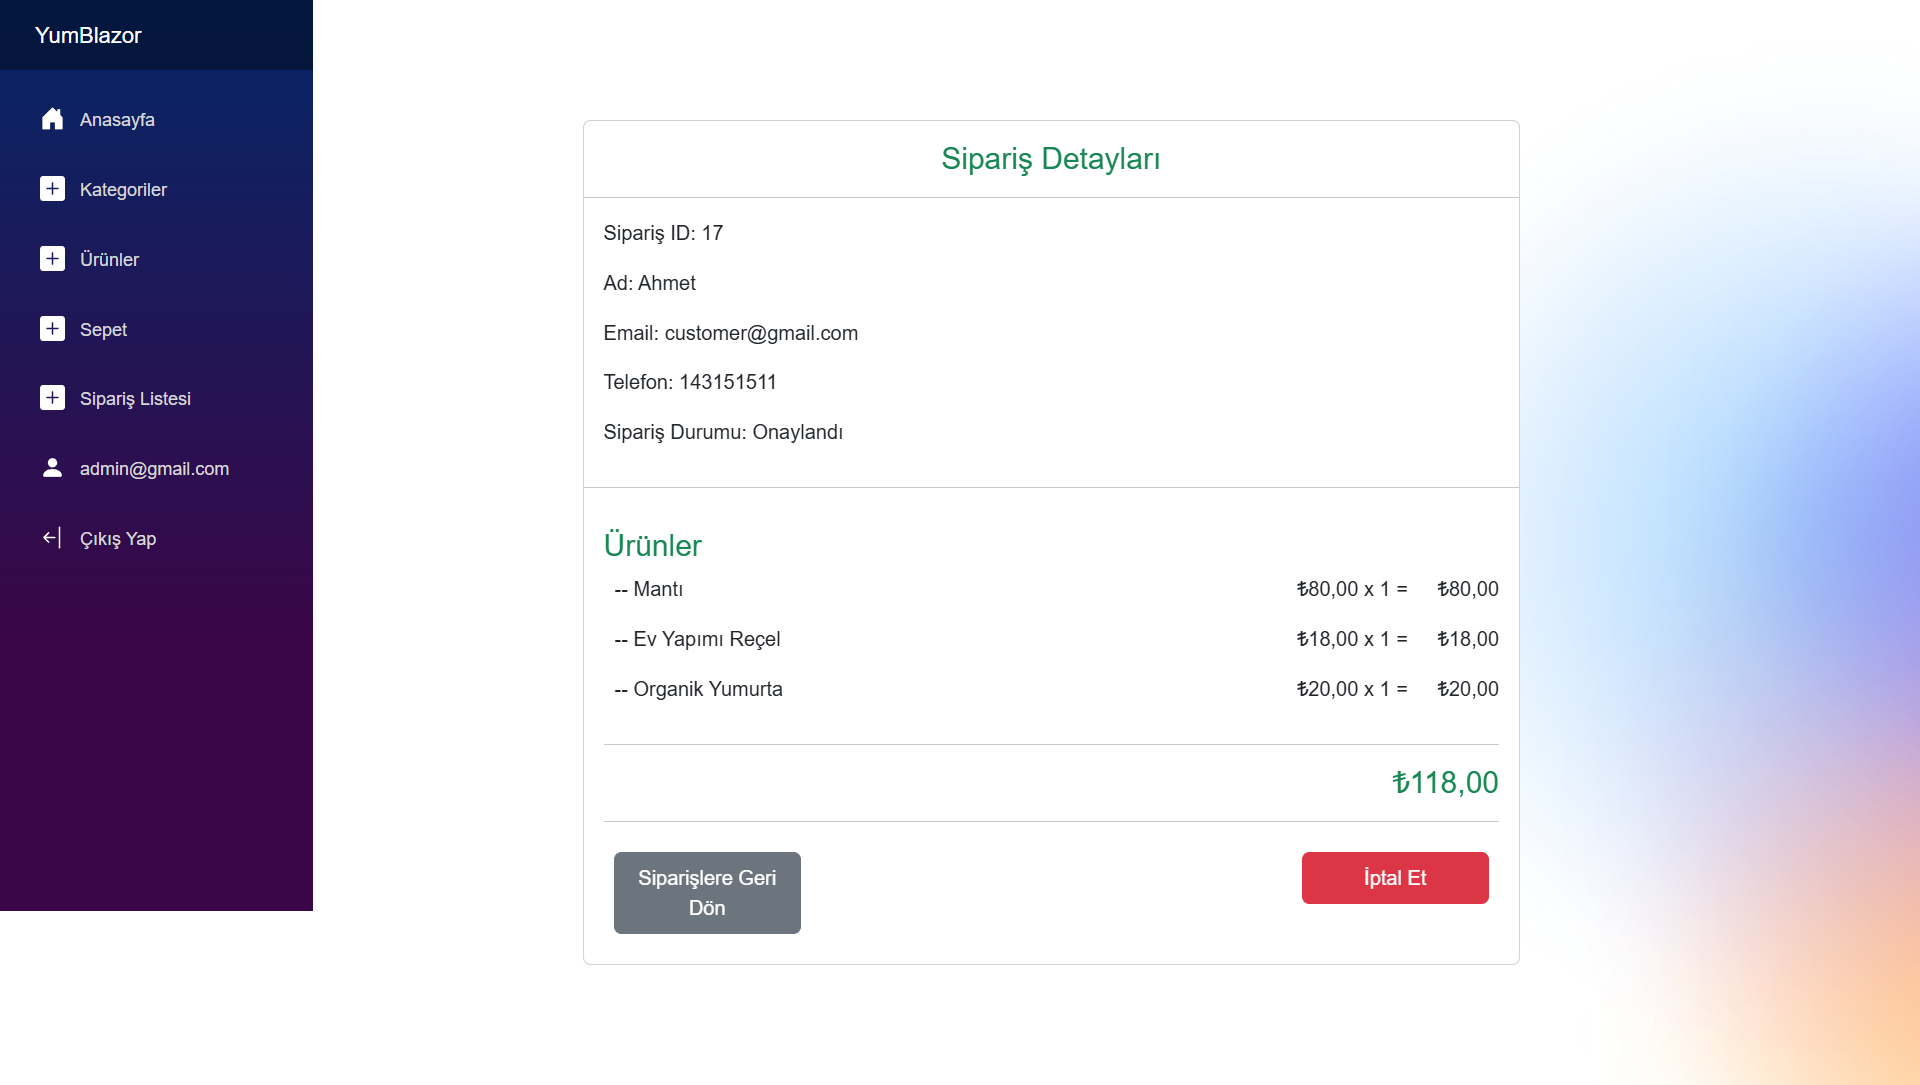 YumBlazor
Anasayfa
Kategoriler
Ürünler
Sepet
Sipariş Listesi
admin@gmail.com
Çıkış Yap
Sipariş Detayları
Sipariş ID: 17
Ad: Ahmet
Email: customer@gmail.com
Telefon: 143151511
Sipariş Durumu: Onaylandı
Ürünler
-- Mantı ₺80,00 x 1 = ₺80,00
-- Ev Yapımı Reçel ₺18,00 x 1 = ₺18,00
-- Organik Yumurta ₺20,00 x 1 = ₺20,00
₺118,00
Siparişlere Geri
Dön
İptal Et